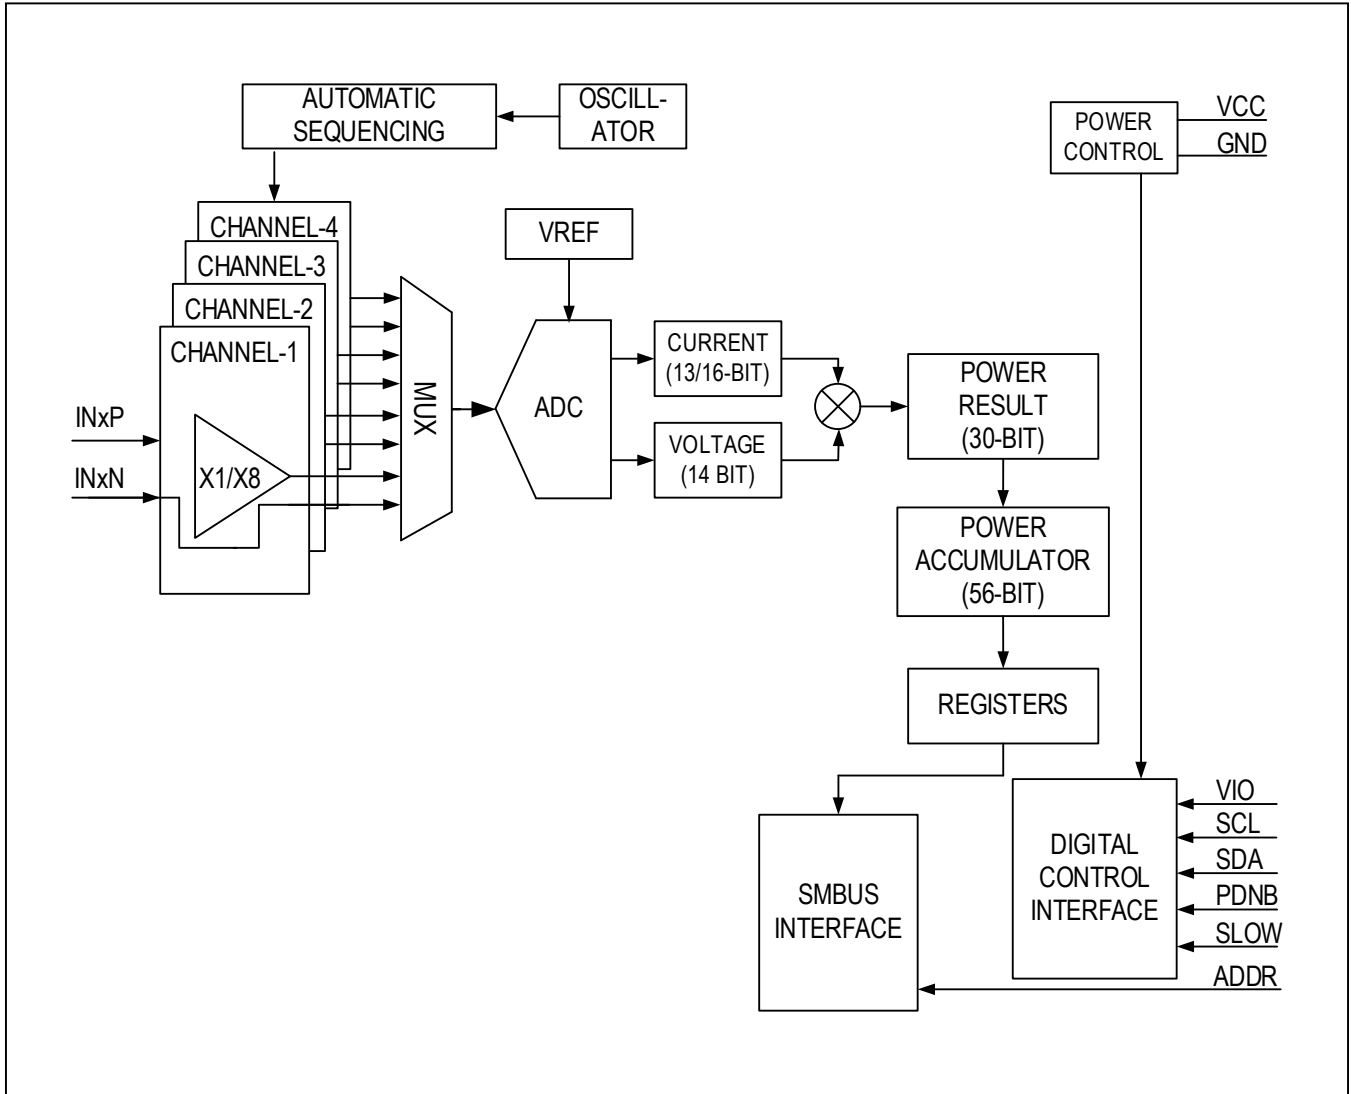 AUTOMATIC
SEQUENCING
OSCILL-
ATOR
POWER
CONTROL
VCC
GND
CHANNEL-4
CHANNEL-3
CHANNEL-2
CHANNEL-1
INxP
INxN
X1/X8
MUX
VREF
ADC
CURRENT
(13/16-BIT)
VOLTAGE
(14 BIT)
POWER
RESULT
(30-BIT)
POWER
ACCUMULATOR
(56-BIT)
REGISTERS
SMBUS
INTERFACE
DIGITAL
CONTROL
INTERFACE
VIO
SCL
SDA
PDNB
SLOW
ADDR